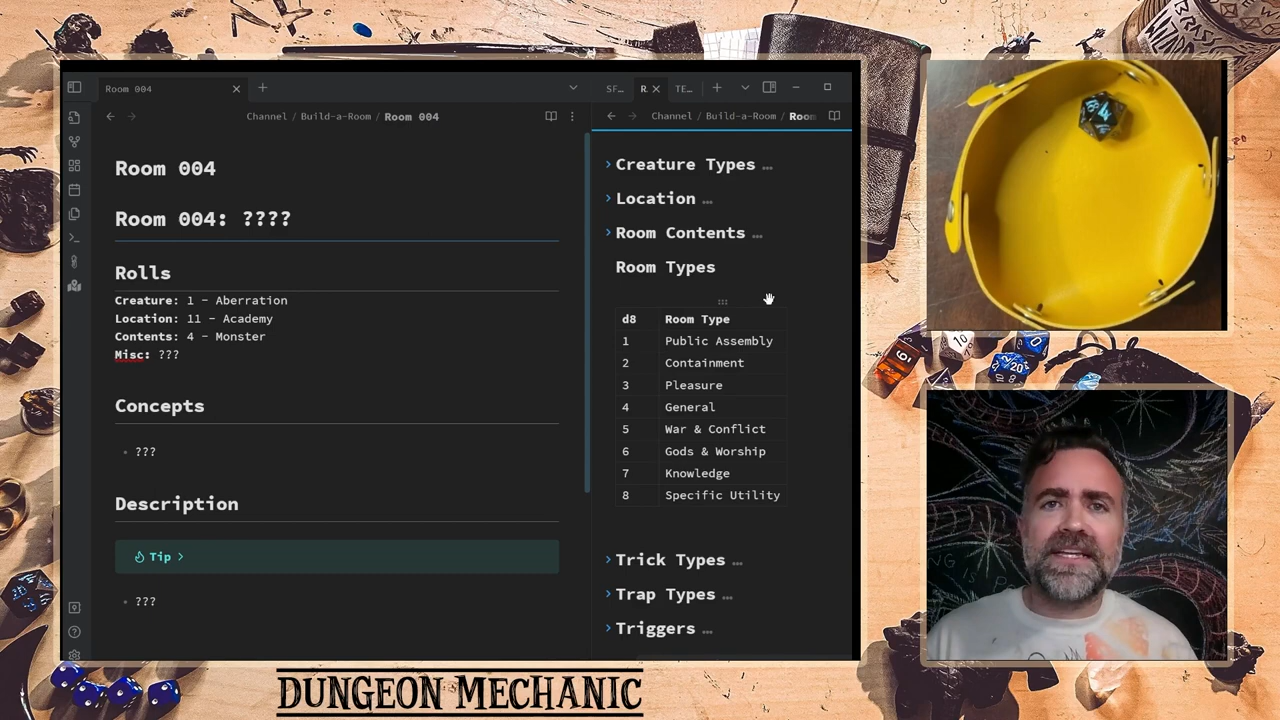 Room 004
SF...
R.
TE...
Channel / Build-a-Room / Room 004
Channel / Build-a-Room / Room
Room 004
Room 004: ????
Rolls
Creature: 1 - Aberration
Location: 11 - Academy
Contents: 4 - Monster
Misc: ???
Concepts
• ???
Description
Tip
• ???
Creature Types ...
Location ...
Room Contents ...
Room Types
d8 Room Type
1 Public Assembly
2 Containment
3 Pleasure
4 General
5 War & Conflict
6 Gods & Worship
7 Knowledge
8 Specific Utility
Trick Types ...
Trap Types ...
Triggers ...
DUNGEON MECHANIC